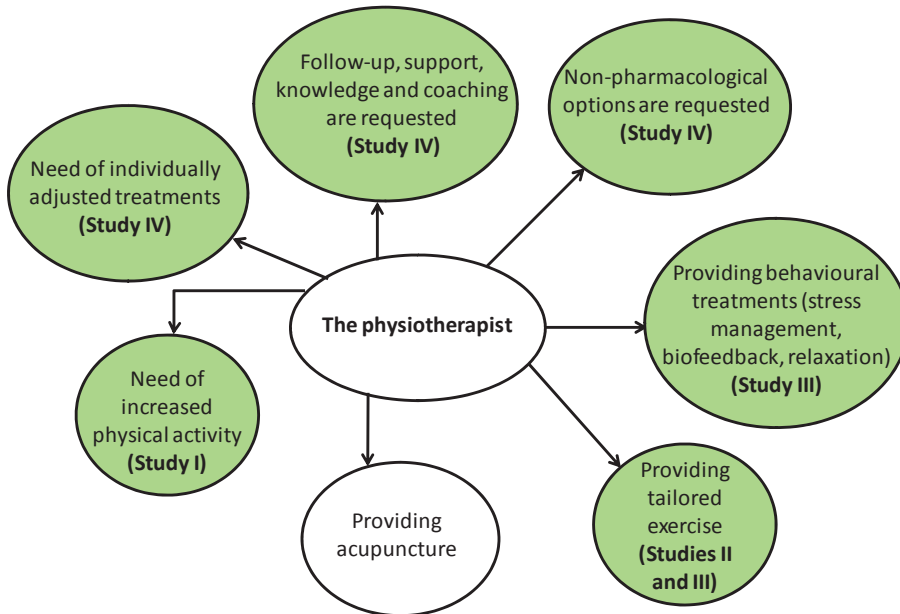 Follow-up, support,
knowledge and coaching
are requested
(Study IV)
Non-pharmacological
options are requested
(Study IV)
Need of individually
adjusted treatments
(Study IV)
Providing behavioural
treatments (stress
management,
biofeedback, relaxation)
(Study III)
The physiotherapist
Need of
increased
physical activity
(Study I)
Providing
tailored
exercise
(Studies II
and III)
Providing
acupuncture